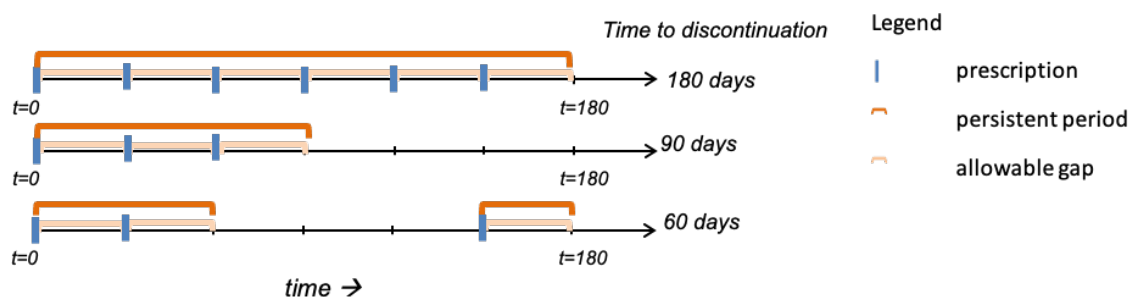 Time to discontinuation
Legend
prescription
180 days
t=0
t=180
persistent period
90 days
allowable gap
t=0
t=180
60 days
t=0
t=180
time →